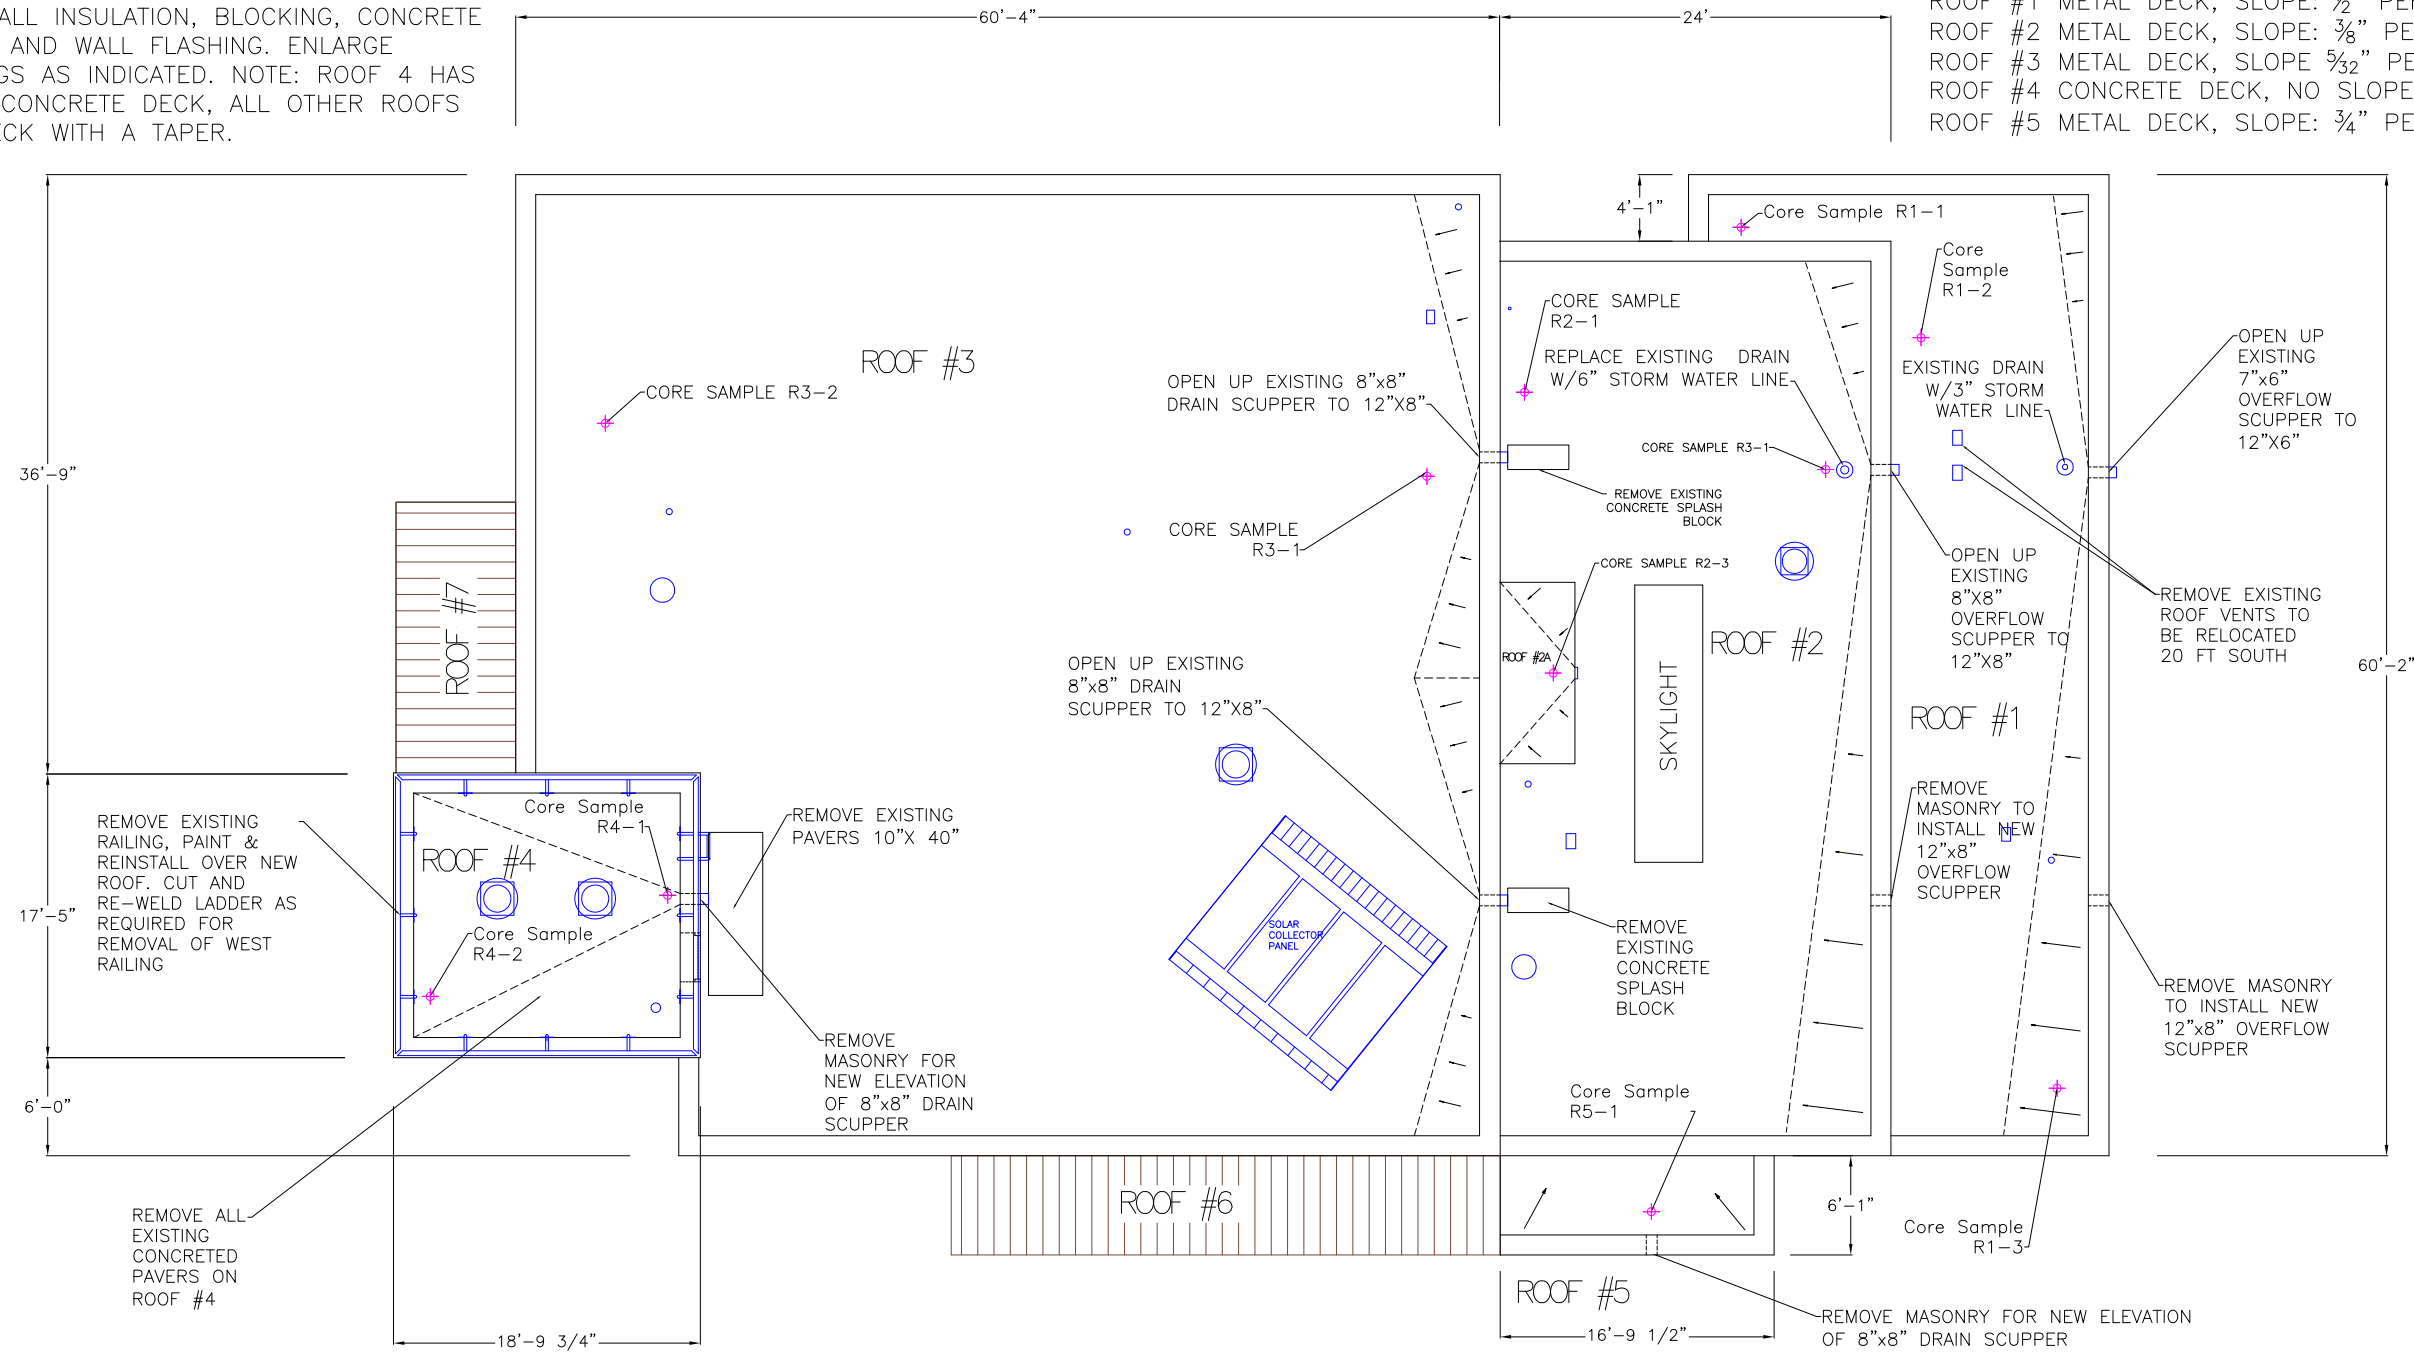 ALL INSULATION, BLOCKING, CONCRETE
AND WALL FLASHING. ENLARGE
GS AS INDICATED. NOTE: ROOF 4 HAS
CONCRETE DECK, ALL OTHER ROOFS
ECK WITH A TAPER.
60'-4"
24'
ROOF #1 METAL DECK, SLOPE: 1/2" PER
ROOF #2 METAL DECK, SLOPE: 3/8" PE
ROOF #3 METAL DECK, SLOPE 5/32" PE
ROOF #4 CONCRETE DECK, NO SLOPE
ROOF #5 METAL DECK, SLOPE: 3/4" PE
4'-1"
Core Sample R1-1
Core
Sample
R1-2
CORE SAMPLE
R2-1
REPLACE EXISTING DRAIN
W/6" STORM WATER LINE
EXISTING DRAIN
W/3" STORM
WATER LINE
OPEN UP
EXISTING
7"x6"
OVERFLOW
SCUPPER TO
12"X6"
ROOF #3
CORE SAMPLE R3-2
OPEN UP EXISTING 8"x8"
DRAIN SCUPPER TO 12"X8"
CORE SAMPLE R3-1
36'-9"
REMOVE EXISTING
CONCRETE SPLASH
BLOCK
CORE SAMPLE
R3-1
CORE SAMPLE R2-3
OPEN UP
EXISTING
8"X8"
OVERFLOW
SCUPPER TO
12"X8"
REMOVE EXISTING
ROOF VENTS TO
BE RELOCATED
20 FT SOUTH
60'-2"
ROOF #7
OPEN UP EXISTING
8"x8" DRAIN
SCUPPER TO 12"X8"
ROOF #2A
SKYLIGHT
ROOF #2
ROOF #1
REMOVE EXISTING
RAILING, PAINT &
REINSTALL OVER NEW
ROOF. CUT AND
RE-WELD LADDER AS
REQUIRED FOR
REMOVAL OF WEST
RAILING
17'-5"
Core Sample
R4-1
ROOF #4
Core Sample
R4-2
REMOVE EXISTING
PAVERS 10"X 40"
SOLAR
COLLECTOR
PANEL
REMOVE
MASONRY TO
INSTALL NEW
12"x8"
OVERFLOW
SCUPPER
REMOVE
EXISTING
CONCRETE
SPLASH
BLOCK
REMOVE MASONRY
TO INSTALL NEW
12"x8" OVERFLOW
SCUPPER
REMOVE
MASONRY FOR
NEW ELEVATION
OF 8"x8" DRAIN
SCUPPER
6'-0"
Core Sample
R5-1
ROOF #6
6'-1"
Core Sample
R1-3
REMOVE ALL
EXISTING
CONCRETED
PAVERS ON
ROOF #4
ROOF #5
18'-9 3/4"
16'-9 1/2"
REMOVE MASONRY FOR NEW ELEVATION
OF 8"x8" DRAIN SCUPPER